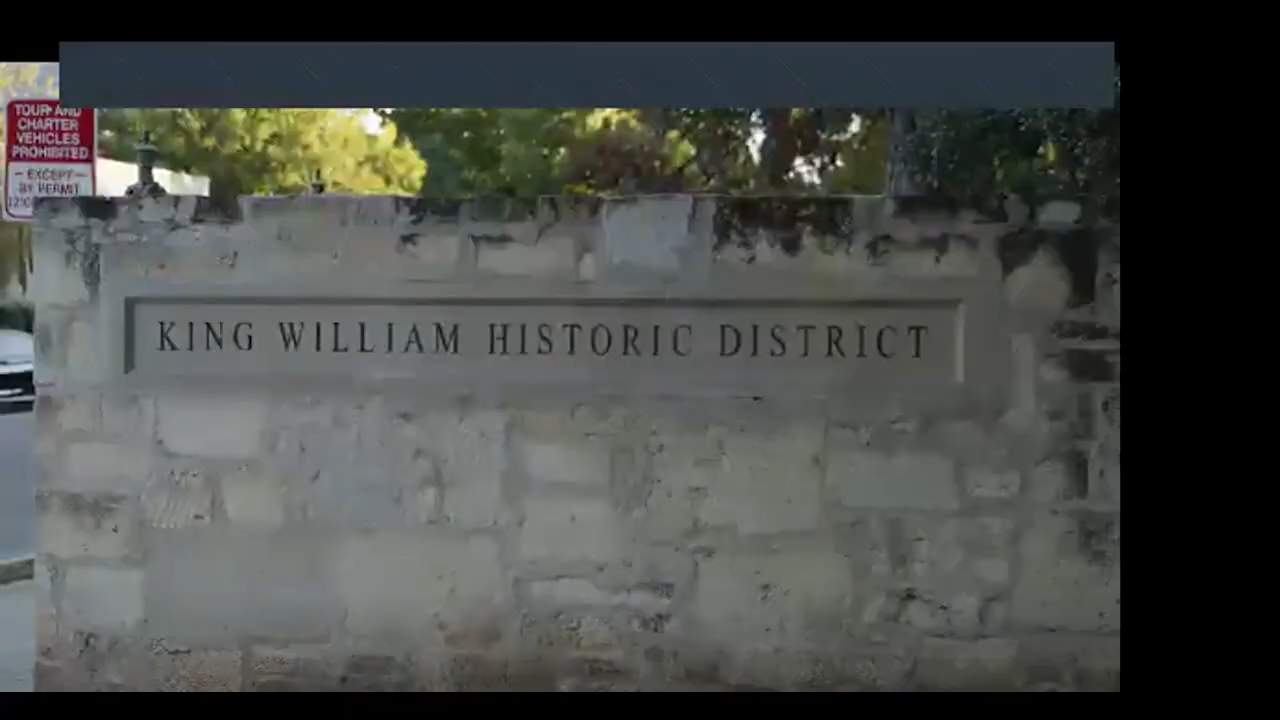 TOUR AND
CHARTER
VEHICLES
PROHIBITED
EXCEPT
BY PERMIT
KING WILLIAM HISTORIC DISTRICT